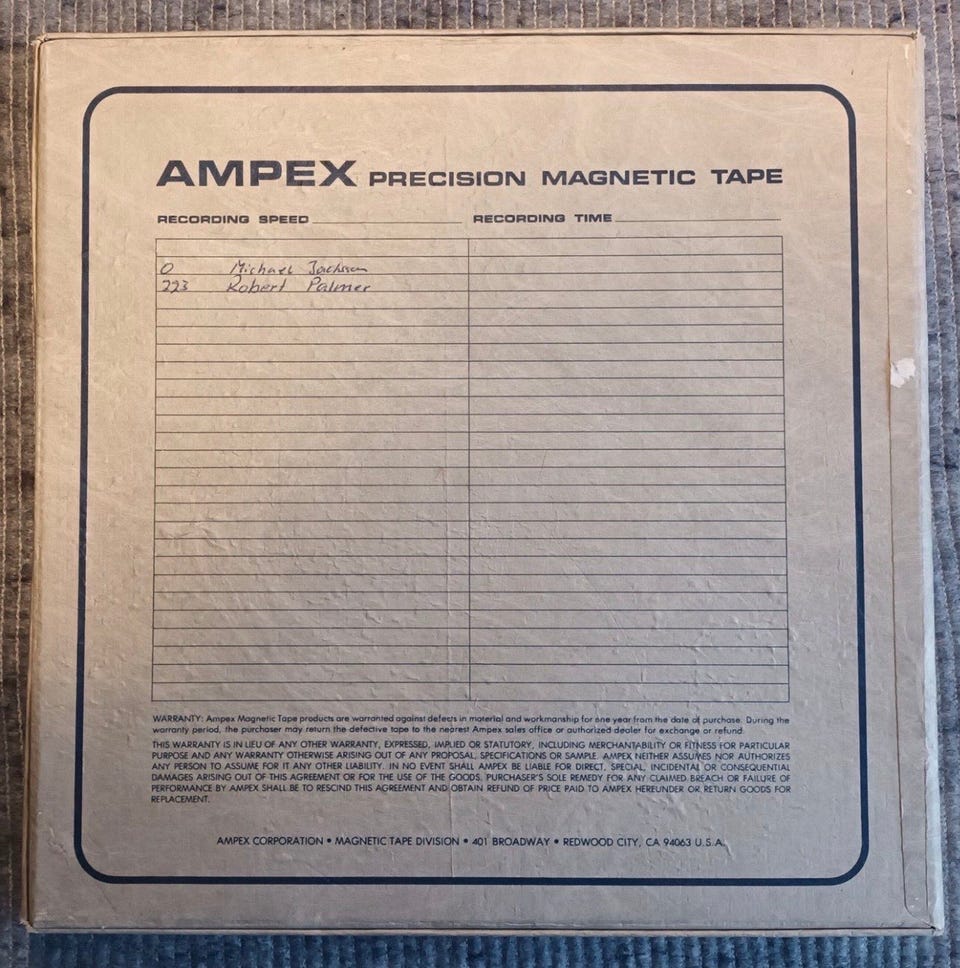 AMPEX PRECISION MAGNETIC TAPE
RECORDING SPEED RECORDING TIME
0 Michael Jackson
223 Robert Palmer
WARRANTY: Ampex Magnetic Tape products are warranted against defects in material and workmanship for one year from the date of purchase. During the
warranty period, the purchaser may return the defective tape to the nearest Ampex sales office or authorized dealer for exchange or refund.
THIS WARRANTY IS IN LIEU OF ANY OTHER WARRANTY, EXPRESSED, IMPLIED OR STATUTORY, INCLUDING MERCHANTABILITY OR FITNESS FOR PARTICULAR
PURPOSE AND ANY WARRANTY OTHERWISE ARISING OUT OF ANY PROPOSAL, SPECIFICATIONS OR SAMPLE. AMPEX NEITHER ASSUMES NOR AUTHORIZES
ANY PERSON TO ASSUME FOR IT ANY OTHER LIABILITY. IN NO EVENT SHALL AMPEX BE LIABLE FOR DIRECT, SPECIAL, INCIDENTAL OR CONSEQUENTIAL
DAMAGES ARISING OUT OF THIS AGREEMENT OR FOR THE USE OF THE GOODS. PURCHASER'S SOLE REMEDY FOR ANY CLAIMED BREACH OR FAILURE OF
PERFORMANCE BY AMPEX SHALL BE TO RESCIND THIS AGREEMENT AND OBTAIN REFUND OF PRICE PAID TO AMPEX HEREUNDER OR RETURN GOODS FOR
REPLACEMENT.
AMPEX CORPORATION • MAGNETIC TAPE DIVISION • 401 BROADWAY • REDWOOD CITY, CA 94063 U.S.A.